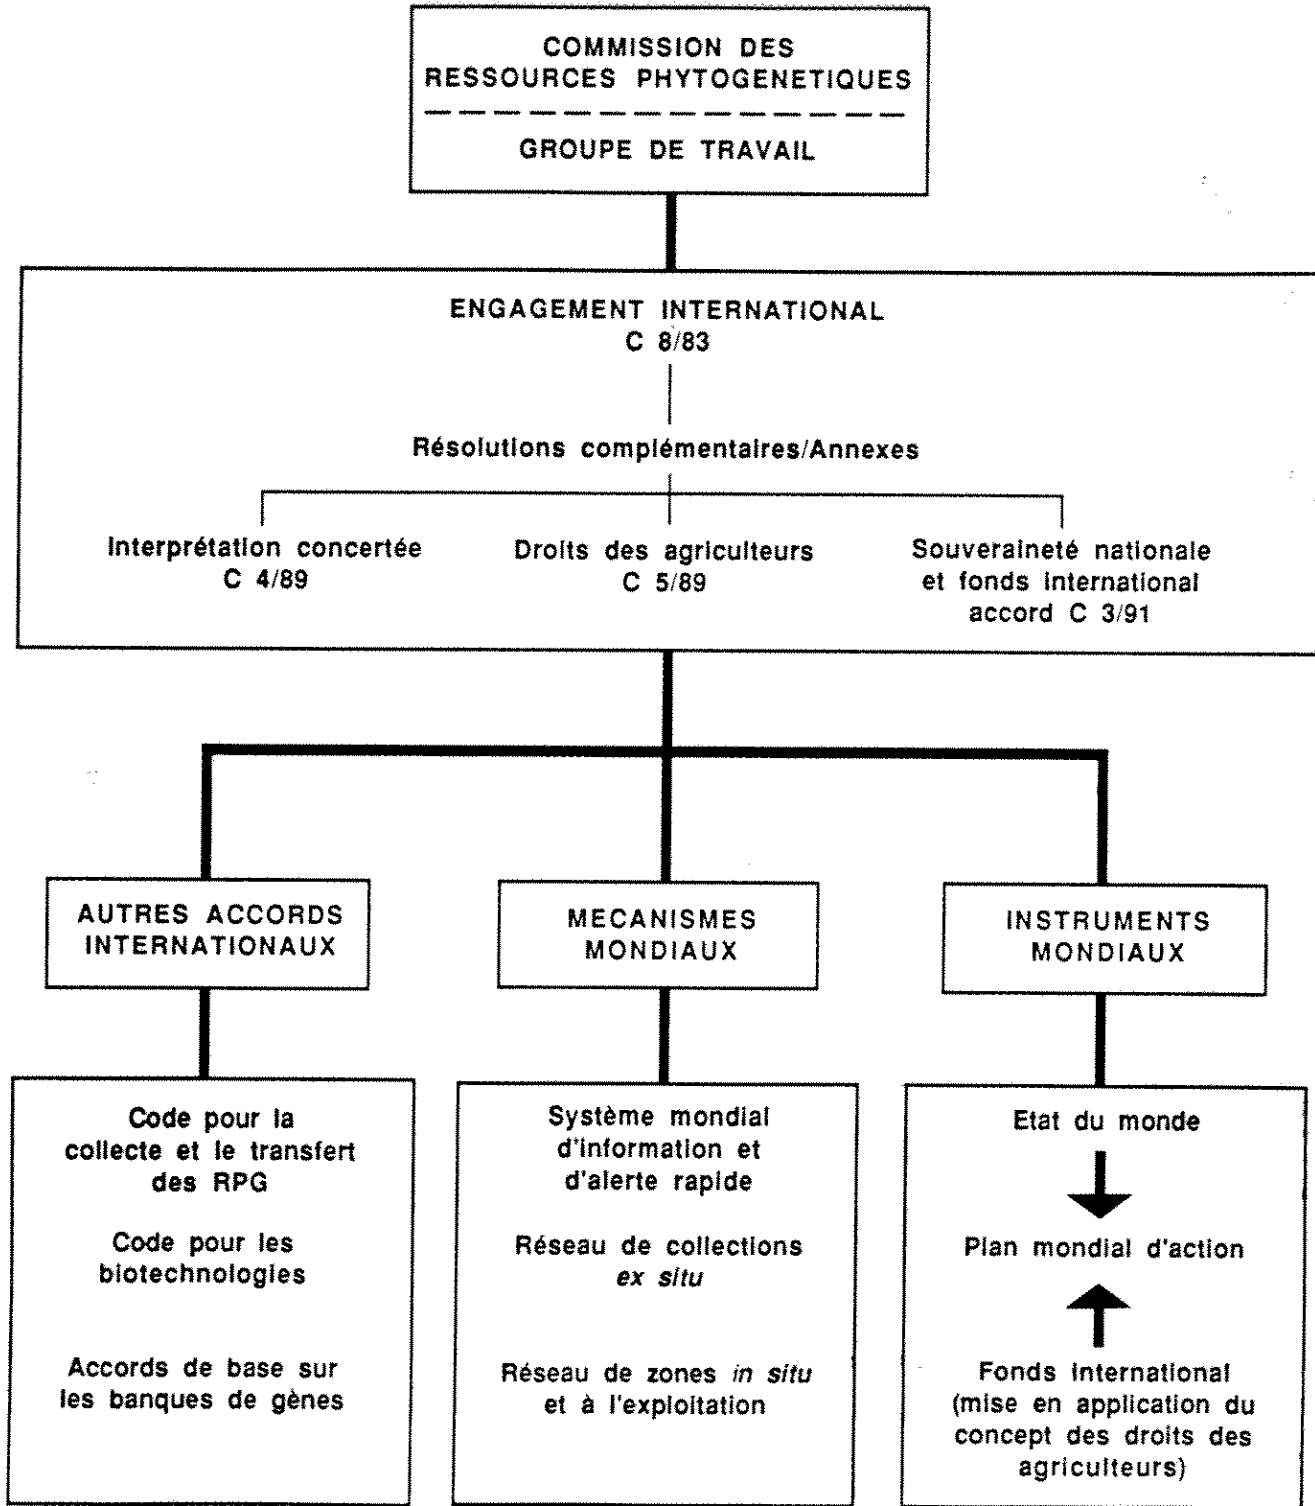 COMMISSION DES
RESSOURCES PHYTOGENETIQUES
GROUPE DE TRAVAIL
ENGAGEMENT INTERNATIONAL
C 8/83
Résolutions complémentaires/Annexes
Interprétation concertée
C 4/89
Droits des agriculteurs
C 5/89
Souveraineté nationale
et fonds international
accord C 3/91
AUTRES ACCORDS
INTERNATIONAUX
MECANISMES
MONDIAUX
INSTRUMENTS
MONDIAUX
Code pour la
collecte et le transfert
des RPG
Code pour les
biotechnologies
Accords de base sur
les banques de gènes
Système mondial
d'information et
d'alerte rapide
Réseau de collections
ex situ
Réseau de zones in situ
et à l'exploitation
Etat du monde
Plan mondial d'action
Fonds international
(mise en application du
concept des droits des
agriculteurs)